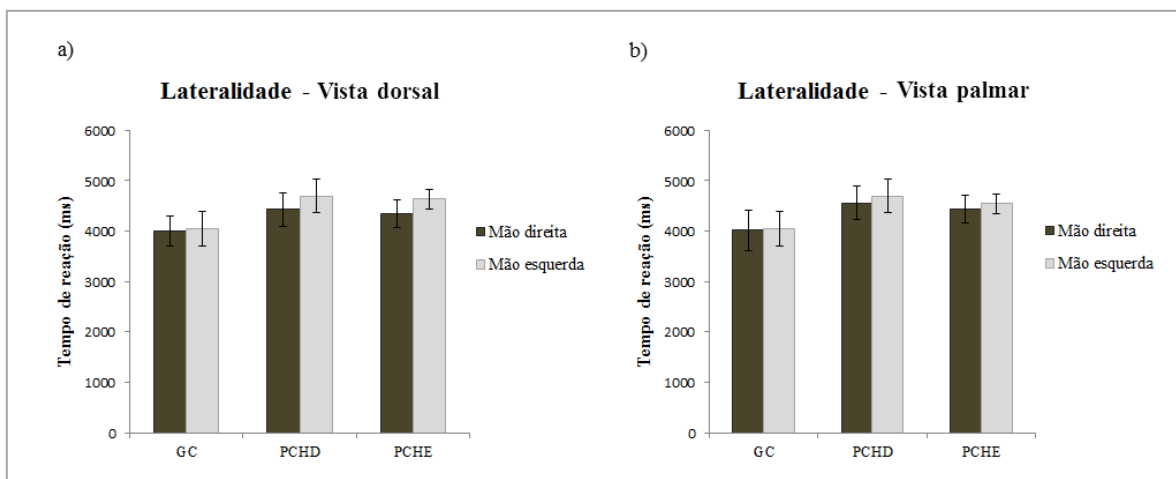 a)
Lateralidade - Vista dorsal
Tempo de reação (ms)
6000
5000
4000
3000
2000
1000
0
GC PCHD PCHE
Mão direita
Mão esquerda
b)
Lateralidade - Vista palmar
Tempo de reação (ms)
6000
5000
4000
3000
2000
1000
0
GC PCHD PCHE
Mão direita
Mão esquerda